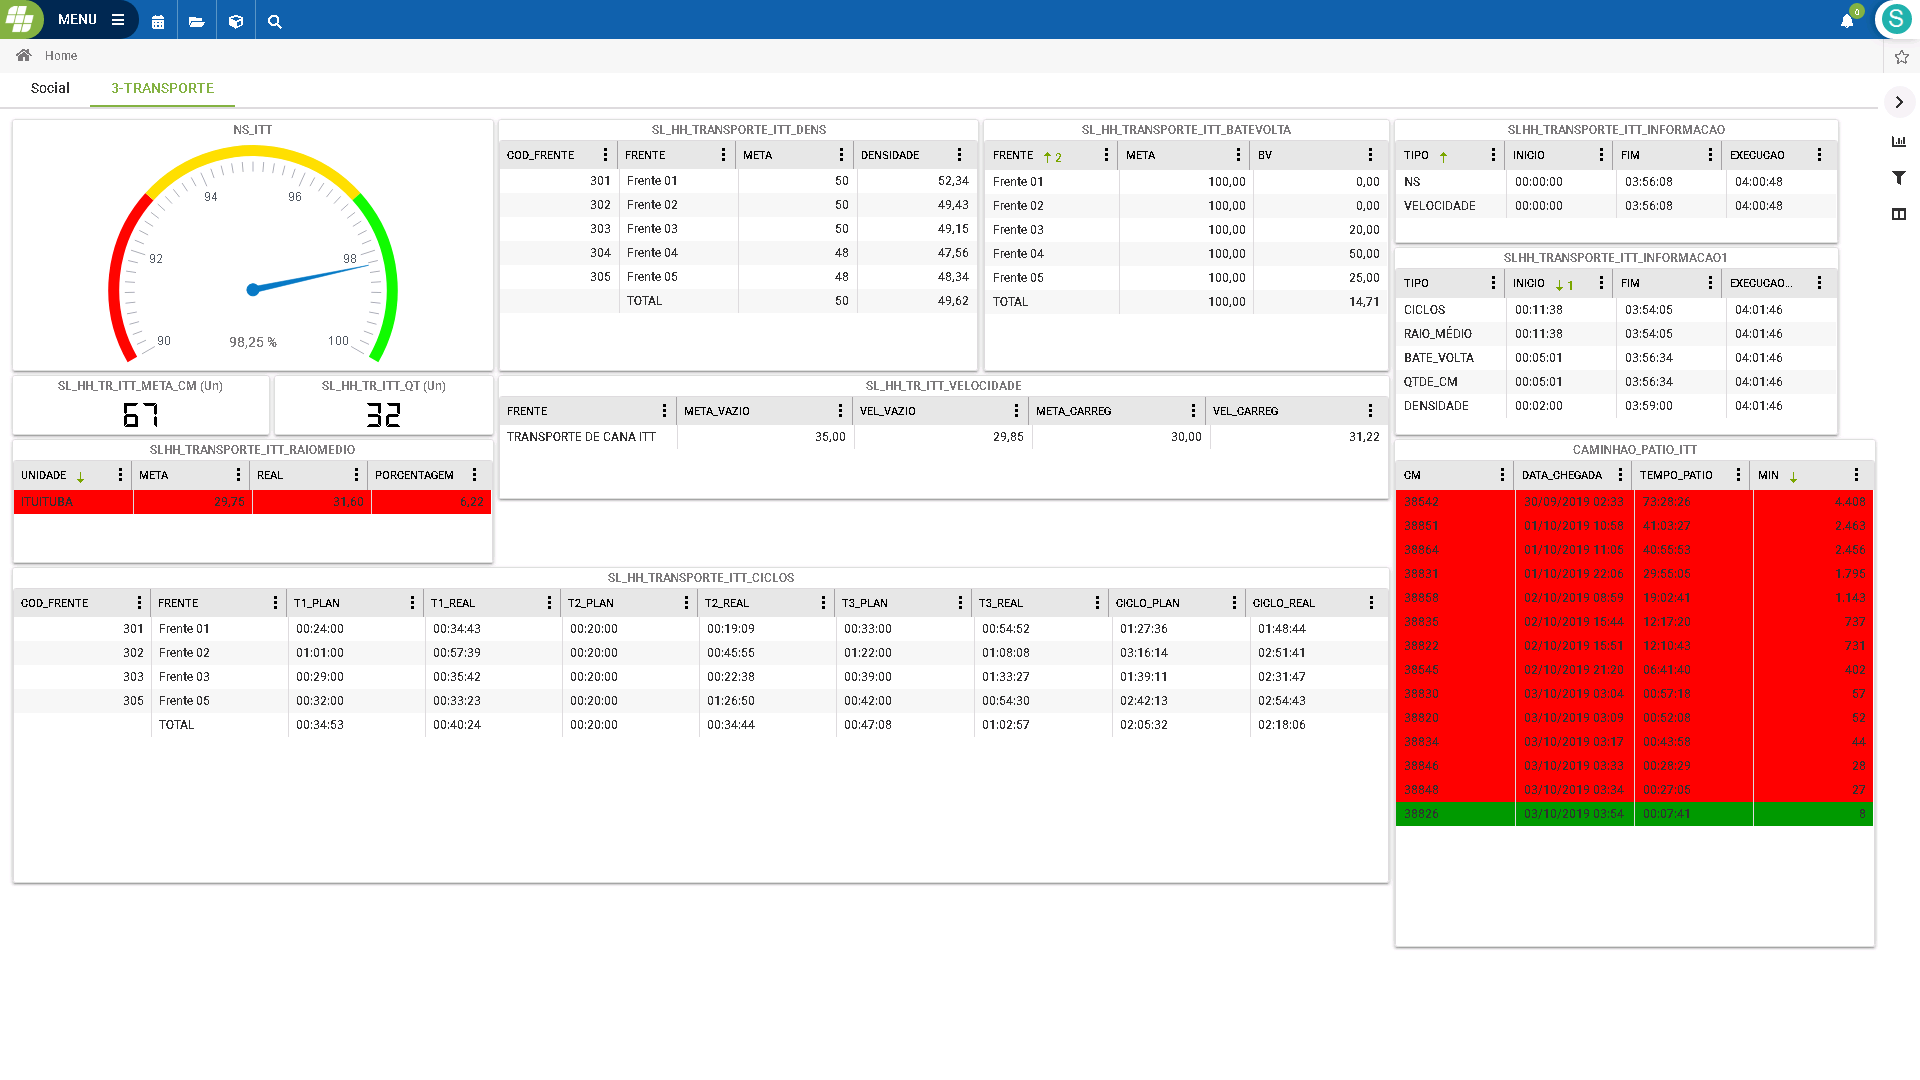 MENU
0
S
Home
Social
3-TRANSPORTE
NS_ITT
90
92
94
96
98
100
98,25 %
SL_HH_TR_ITT_META_CM (Un)
67
SL_HH_TR_ITT_QT (Un)
32
SLHH_TRANSPORTE_ITT_RAIOMEDIO
UNIDADE META REAL PORCENTAGEM
ITUITUBA 29,75 31,60 6,22
SL_HH_TRANSPORTE_ITT_DENS
COD_FRENTE FRENTE META DENSIDADE
301 Frente 01 50 52,34
302 Frente 02 50 49,43
303 Frente 03 50 49,15
304 Frente 04 48 47,56
305 Frente 05 48 48,34
TOTAL 50 49,62
SL_HH_TRANSPORTE_ITT_BATEVOLTA
FRENTE 2 META BV
Frente 01 100,00 0,00
Frente 02 100,00 0,00
Frente 03 100,00 20,00
Frente 04 100,00 50,00
Frente 05 100,00 25,00
TOTAL 100,00 14,71
SL_HH_TR_ITT_VELOCIDADE
FRENTE META_VAZIO VEL_VAZIO META_CARREG VEL_CARREG
TRANSPORTE DE CANA ITT 35,00 29,85 30,00 31,22
SL_HH_TRANSPORTE_ITT_CICLOS
COD_FRENTE FRENTE T1_PLAN T1_REAL T2_PLAN T2_REAL T3_PLAN T3_REAL CICLO_PLAN CICLO_REAL
301 Frente 01 00:24:00 00:34:43 00:20:00 00:19:09 00:33:00 00:54:52 01:27:36 01:48:44
302 Frente 02 01:01:00 00:57:39 00:20:00 00:45:55 01:22:00 01:08:08 03:16:14 02:51:41
303 Frente 03 00:29:00 00:35:42 00:20:00 00:22:38 00:39:00 01:33:27 01:39:11 02:31:47
305 Frente 05 00:32:00 00:33:23 00:20:00 01:26:50 00:42:00 00:54:30 02:42:13 02:54:43
TOTAL 00:34:53 00:40:24 00:20:00 00:34:44 00:47:08 01:02:57 02:05:32 02:18:06
SLHH_TRANSPORTE_ITT_INFORMACAO
TIPO INICIO FIM EXECUCAO
NS 00:00:00 03:56:08 04:00:48
VELOCIDADE 00:00:00 03:56:08 04:00:48
SLHH_TRANSPORTE_ITT_INFORMACAO1
TIPO INICIO 1 FIM EXECUCAO...
CICLOS 00:11:38 03:54:05 04:01:46
RAIO_MÉDIO 00:11:38 03:54:05 04:01:46
BATE_VOLTA 00:05:01 03:56:34 04:01:46
QTDE_CM 00:05:01 03:56:34 04:01:46
DENSIDADE 00:02:00 03:59:00 04:01:46
CAMINHAO_PATIO_ITT
CM DATA_CHEGADA TEMPO_PATIO MIN
38542 30/09/2019 02:33 73:28:26 4.408
38851 01/10/2019 10:58 41:03:27 2.463
38864 01/10/2019 11:05 40:55:53 2.456
38831 01/10/2019 22:06 29:55:05 1.795
38858 02/10/2019 08:59 19:02:41 1.143
38835 02/10/2019 15:44 12:17:20 737
38822 02/10/2019 15:51 12:10:43 731
38545 02/10/2019 21:20 06:41:40 402
38830 03/10/2019 03:04 00:57:18 57
38820 03/10/2019 03:09 00:52:08 52
38834 03/10/2019 03:17 00:43:58 44
38846 03/10/2019 03:33 00:28:29 28
38848 03/10/2019 03:34 00:27:05 27
38826 03/10/2019 03:54 00:07:41 8